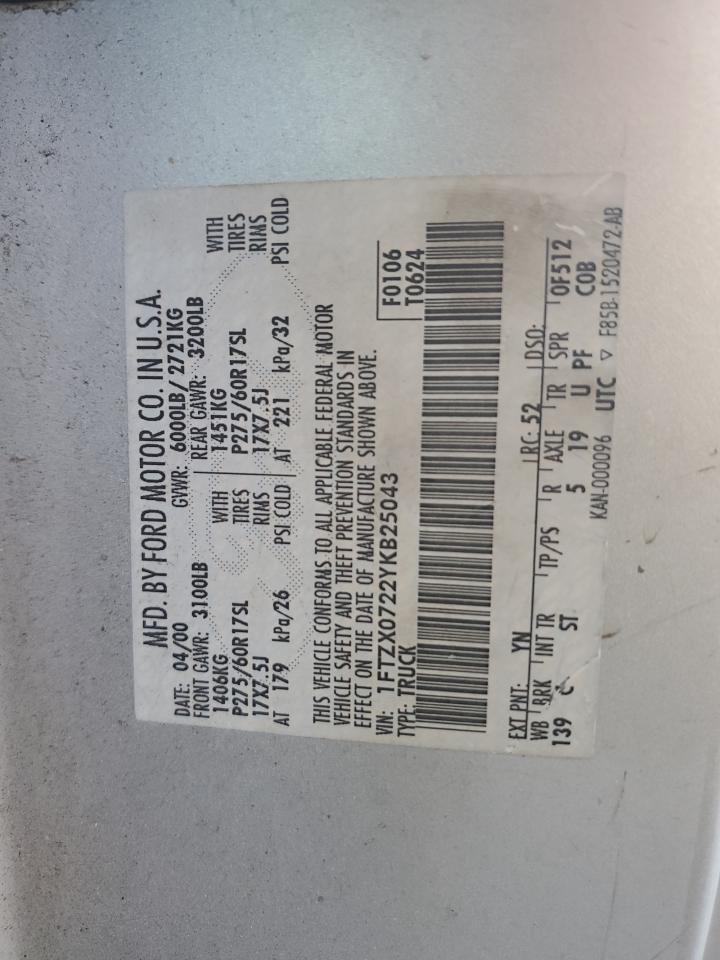 MFD. BY FORD MOTOR CO. IN U.S.A.
DATE: 04/00 GVWR: 6000LB/ 2721KG
FRONT GAWR: 3100LB REAR GAWR: 3200LB
1406KG WITH 1451KG WITH
P275/60R17SL TIRES P275/60R17SL TIRES
17X7.5J RIMS 17X7.5J RIMS
AT 179 kPa/26 PSI COLD AT 221 kPa/32 PSI COLD
THIS VEHICLE CONFORMS TO ALL APPLICABLE FEDERAL MOTOR
VEHICLE SAFETY AND THEFT PREVENTION STANDARDS IN
EFFECT ON THE DATE OF MANUFACTURE SHOWN ABOVE.
VIN: 1FTZX0722YKB25043 F0106
TYPE: TRUCK T0624
EXT PNT: YN RC: 52 DSO:
WB BRK INT TR TP/PS R AXLE TR SPR 0F512
139 ST 5 19 U PF COB
KAN-000096 UTC ▽ F85B-1520472-AB